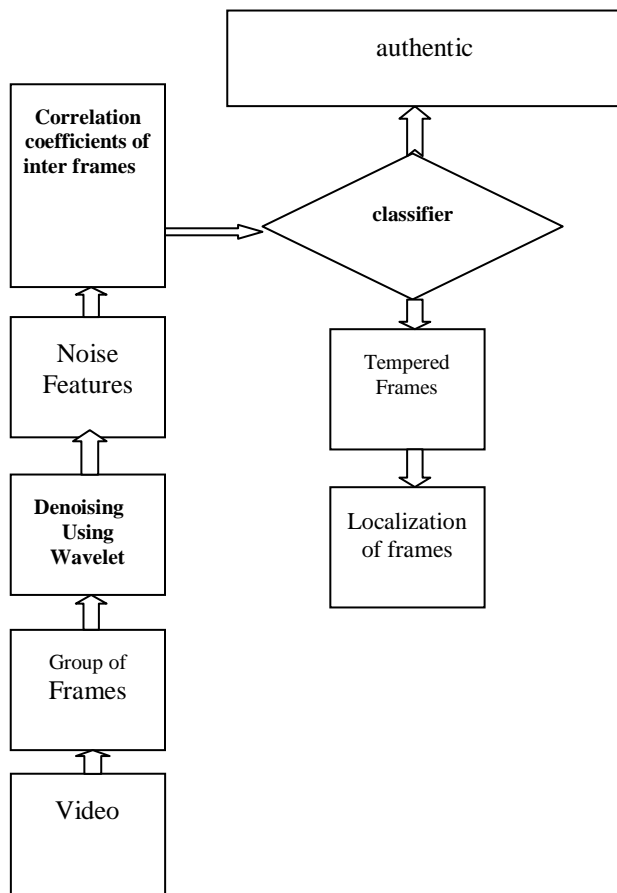 authentic
Correlation
coefficients of
inter frames
classifier
Noise
Features
Tempered
Frames
Denoising
Using
Wavelet
Localization
of frames
Group of
Frames
Video